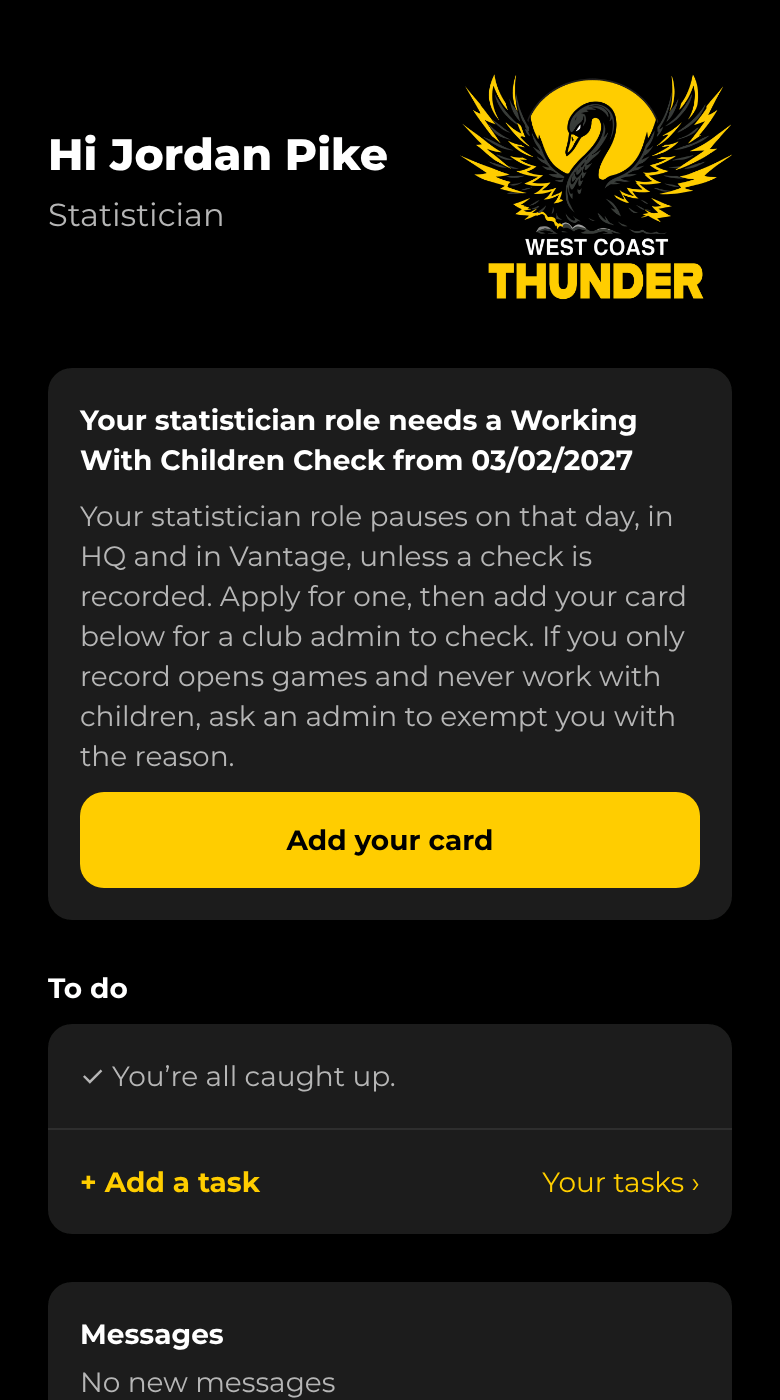 Hi Jordan Pike
Statistician
WEST COAST
THUNDER
Your statistician role needs a Working
With Children Check from 03/02/2027
Your statistician role pauses on that day, in
HQ and in Vantage, unless a check is
recorded. Apply for one, then add your card
below for a club admin to check. If you only
record opens games and never work with
children, ask an admin to exempt you with
the reason.
Add your card
To do
✓ You’re all caught up.
+ Add a task
Your tasks ›
Messages
No new messages